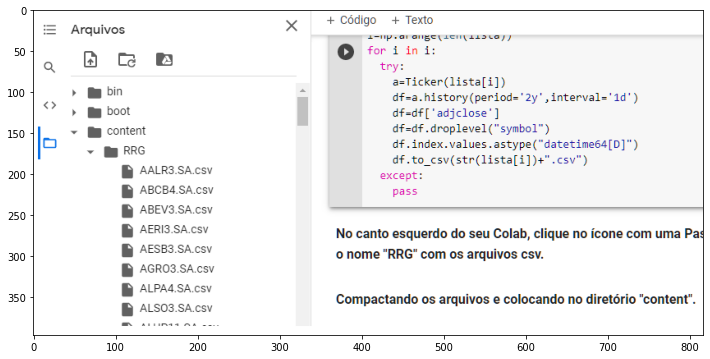 Arquivos
bin
boot
content
RRG
AALR3.SA.csv
ABCB4.SA.csv
ABEV3.SA.csv
AERI3.SA.csv
AESB3.SA.csv
AGRO3.SA.csv
ALPA4.SA.csv
ALSO3.SA.csv
+ Código + Texto
i=np.arange(len(lista))
for i in i:
try:
a=Ticker(lista[i])
df=a.history(period='2y',interval='1d')
df=df['adjclose']
df=df.droplevel("symbol")
df.index.values.astype("datetime64[D]")
df.to_csv(str(lista[i])+".csv")
except:
pass
No canto esquerdo do seu Colab, clique no ícone com uma Pas
o nome "RRG" com os arquivos csv.
Compactando os arquivos e colocando no diretório "content".
0
50
100
150
200
250
300
350
0 100 200 300 400 500 600 700 800